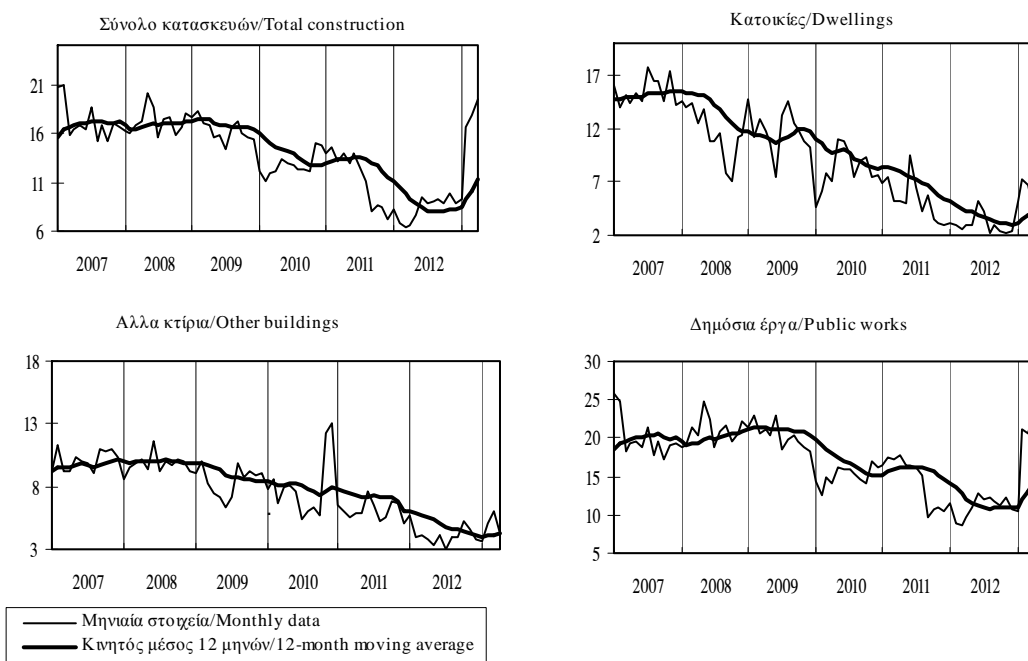 Σύνολο κατασκευών/Total construction
21
16
11
6
2007 2008 2009 2010 2011 2012
Κατοικίες/Dwellings
17
12
7
2
2007 2008 2009 2010 2011 2012
Αλλα κτίρια/Other buildings
18
13
8
3
2007 2008 2009 2010 2011 2012
Δημόσια έργα/Public works
30
25
20
15
10
5
2007 2008 2009 2010 2011 2012
Μηνιαία στοιχεία/Monthly data
Κινητός μέσος 12 μηνών/12-month moving average